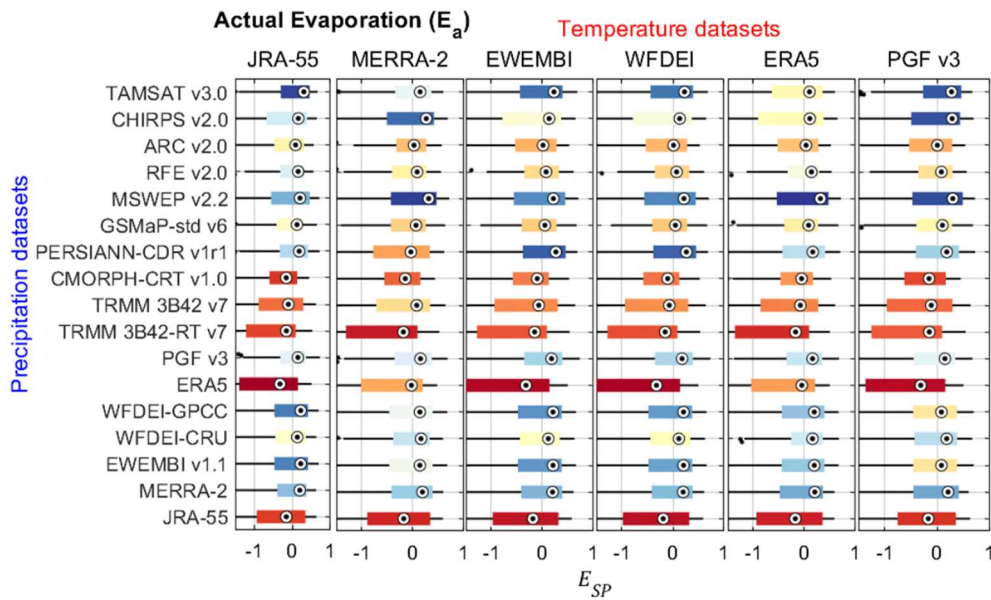 Actual Evaporation (Ea)
Temperature datasets
JRA-55 MERRA-2 EWEMBI WFDEI ERA5 PGF v3
Precipitation datasets
TAMSAT v3.0
CHIRPS v2.0
ARC v2.0
RFE v2.0
MSWEP v2.2
GSMaP-std v6
PERSIANN-CDR v1r1
CMORPH-CRT v1.0
TRMM 3B42 v7
TRMM 3B42-RT v7
PGF v3
ERA5
WFDEI-GPCC
WFDEI-CRU
EWEMBI v1.1
MERRA-2
JRA-55
-1 0 1 -1 0 1 -1 0 1 -1 0 1 -1 0 1 -1 0 1
ESP